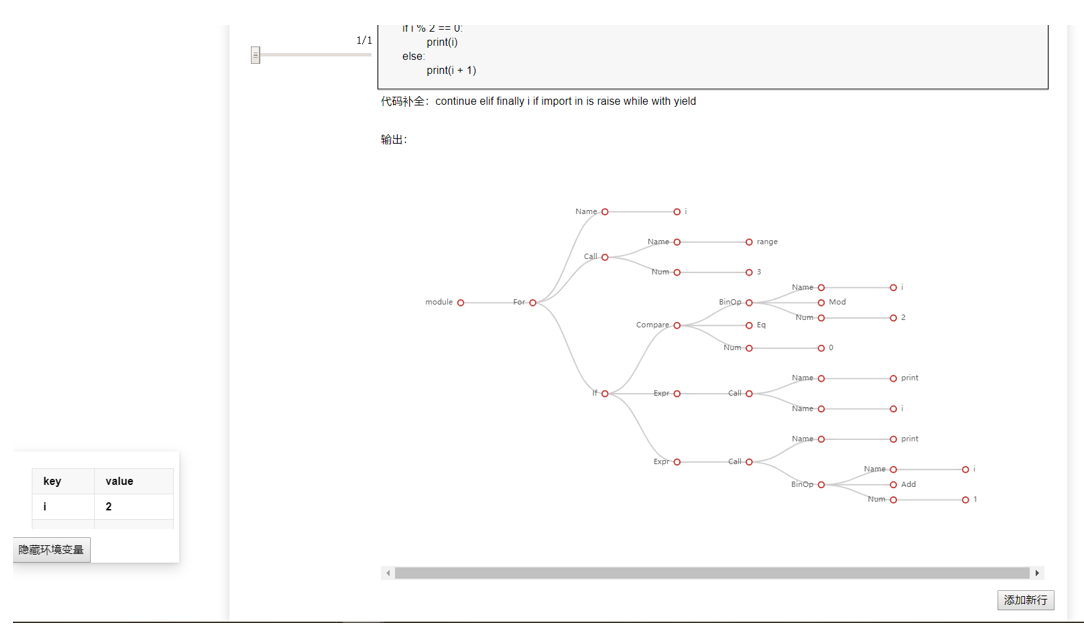 if i % 2 == 0:
1/1
print(i)
else:
print(i + 1)
代码补全：continue elif finally i if import in is raise while with yield
输出：
Name i
Name range
Call
Num 3
Name i
module For BinOp Mod
Name
Num 2
Compare Eq
Num 0
Name print
If Expr Call
Name i
Name print
Expr Call
Name i
BinOp Add
Num 1
key value
i 2
隐藏环境变量
添加新行